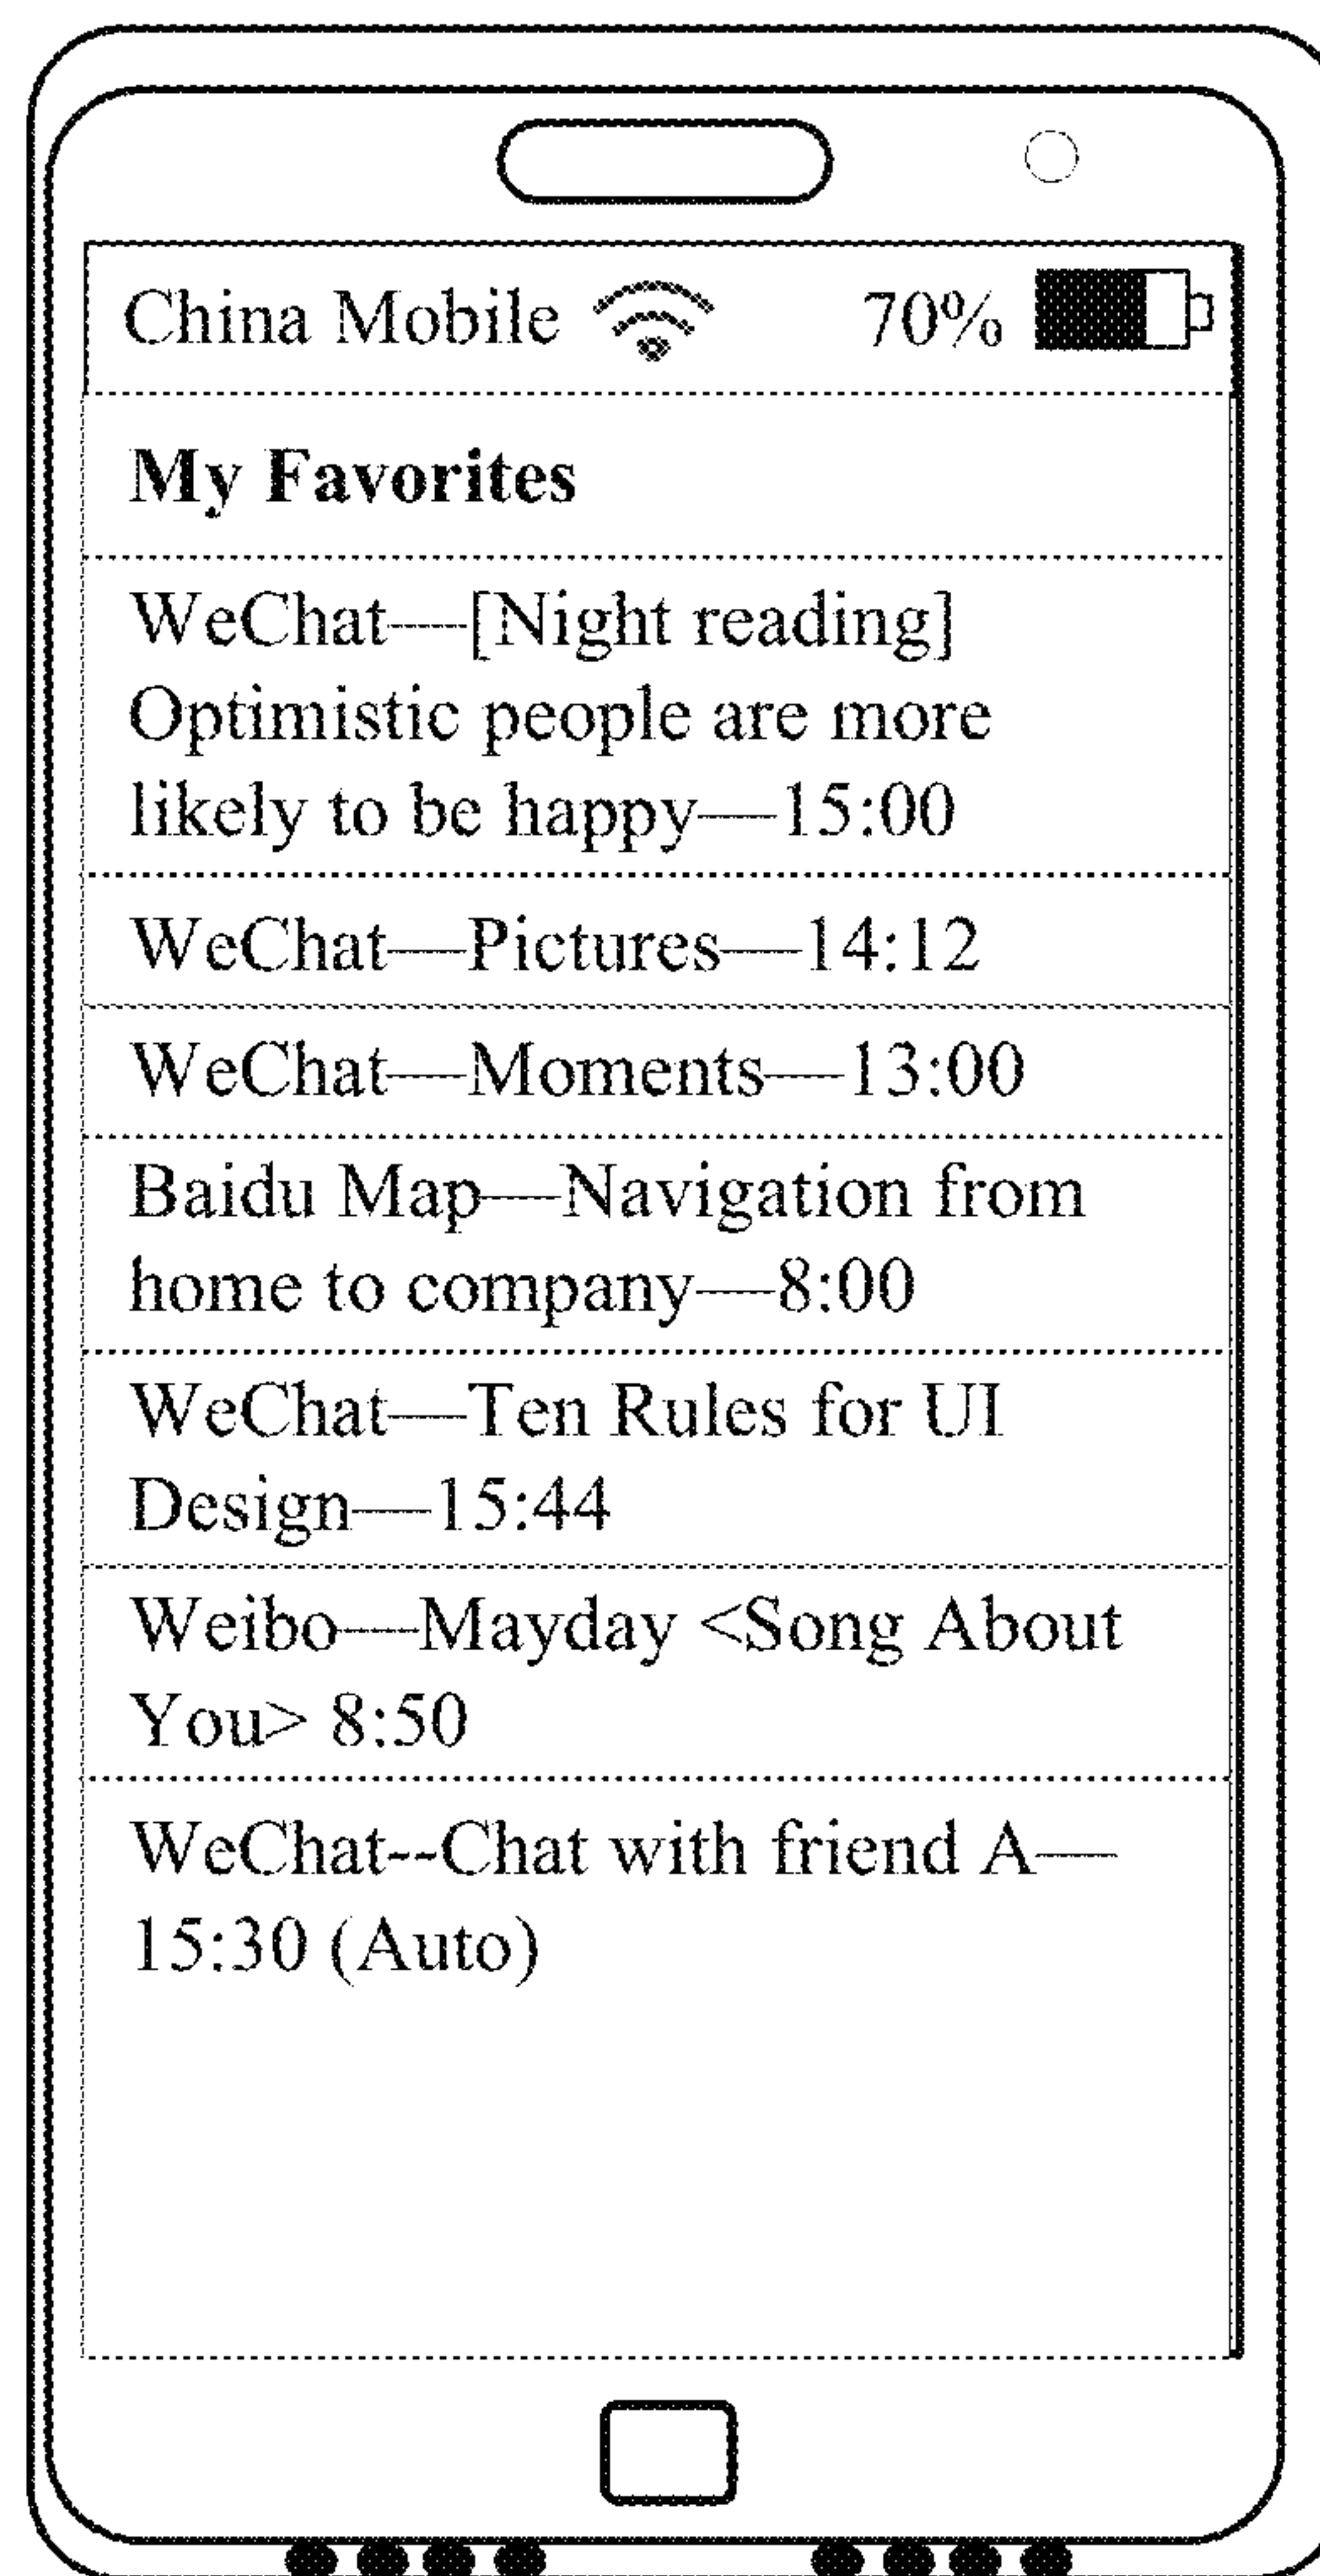 China Mobile 70%
My Favorites
WeChat—[Night reading]
Optimistic people are more
likely to be happy—15:00
WeChat—Pictures—14:12
WeChat—Moments—13:00
Baidu Map—Navigation from
home to company—8:00
WeChat—Ten Rules for UI
Design—15:44
Weibo—Mayday <Song About
You> 8:50
WeChat--Chat with friend A—
15:30 (Auto)